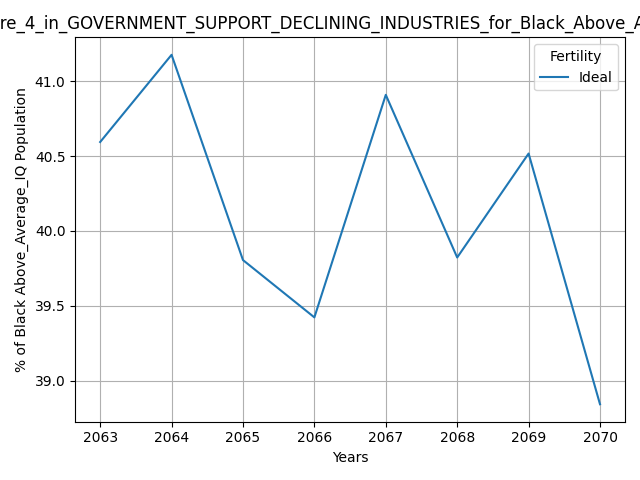 re_4_in_GOVERNMENT_SUPPORT_DECLINING_INDUSTRIES_for_Black_Above_A
Fertility
Ideal
% of Black Above_Average_IQ Population
41.0
40.5
40.0
39.5
39.0
2063 2064 2065 2066 2067 2068 2069 2070
Years